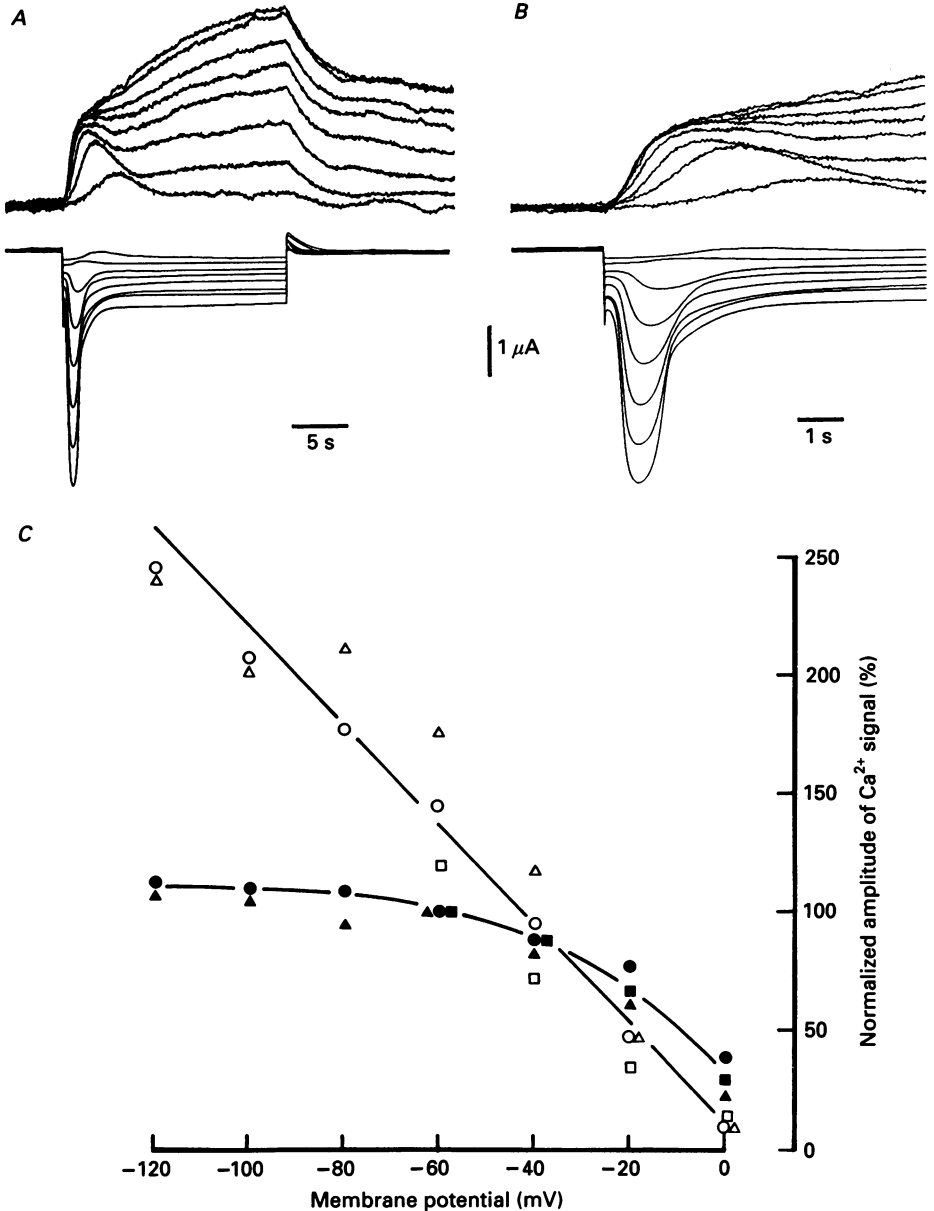 A
B
1 μA
5 s
1 s
C
250
200
150
100
50
0
Normalized amplitude of Ca²⁺ signal (%)
−120 −100 −80 −60 −40 −20 0
Membrane potential (mV)